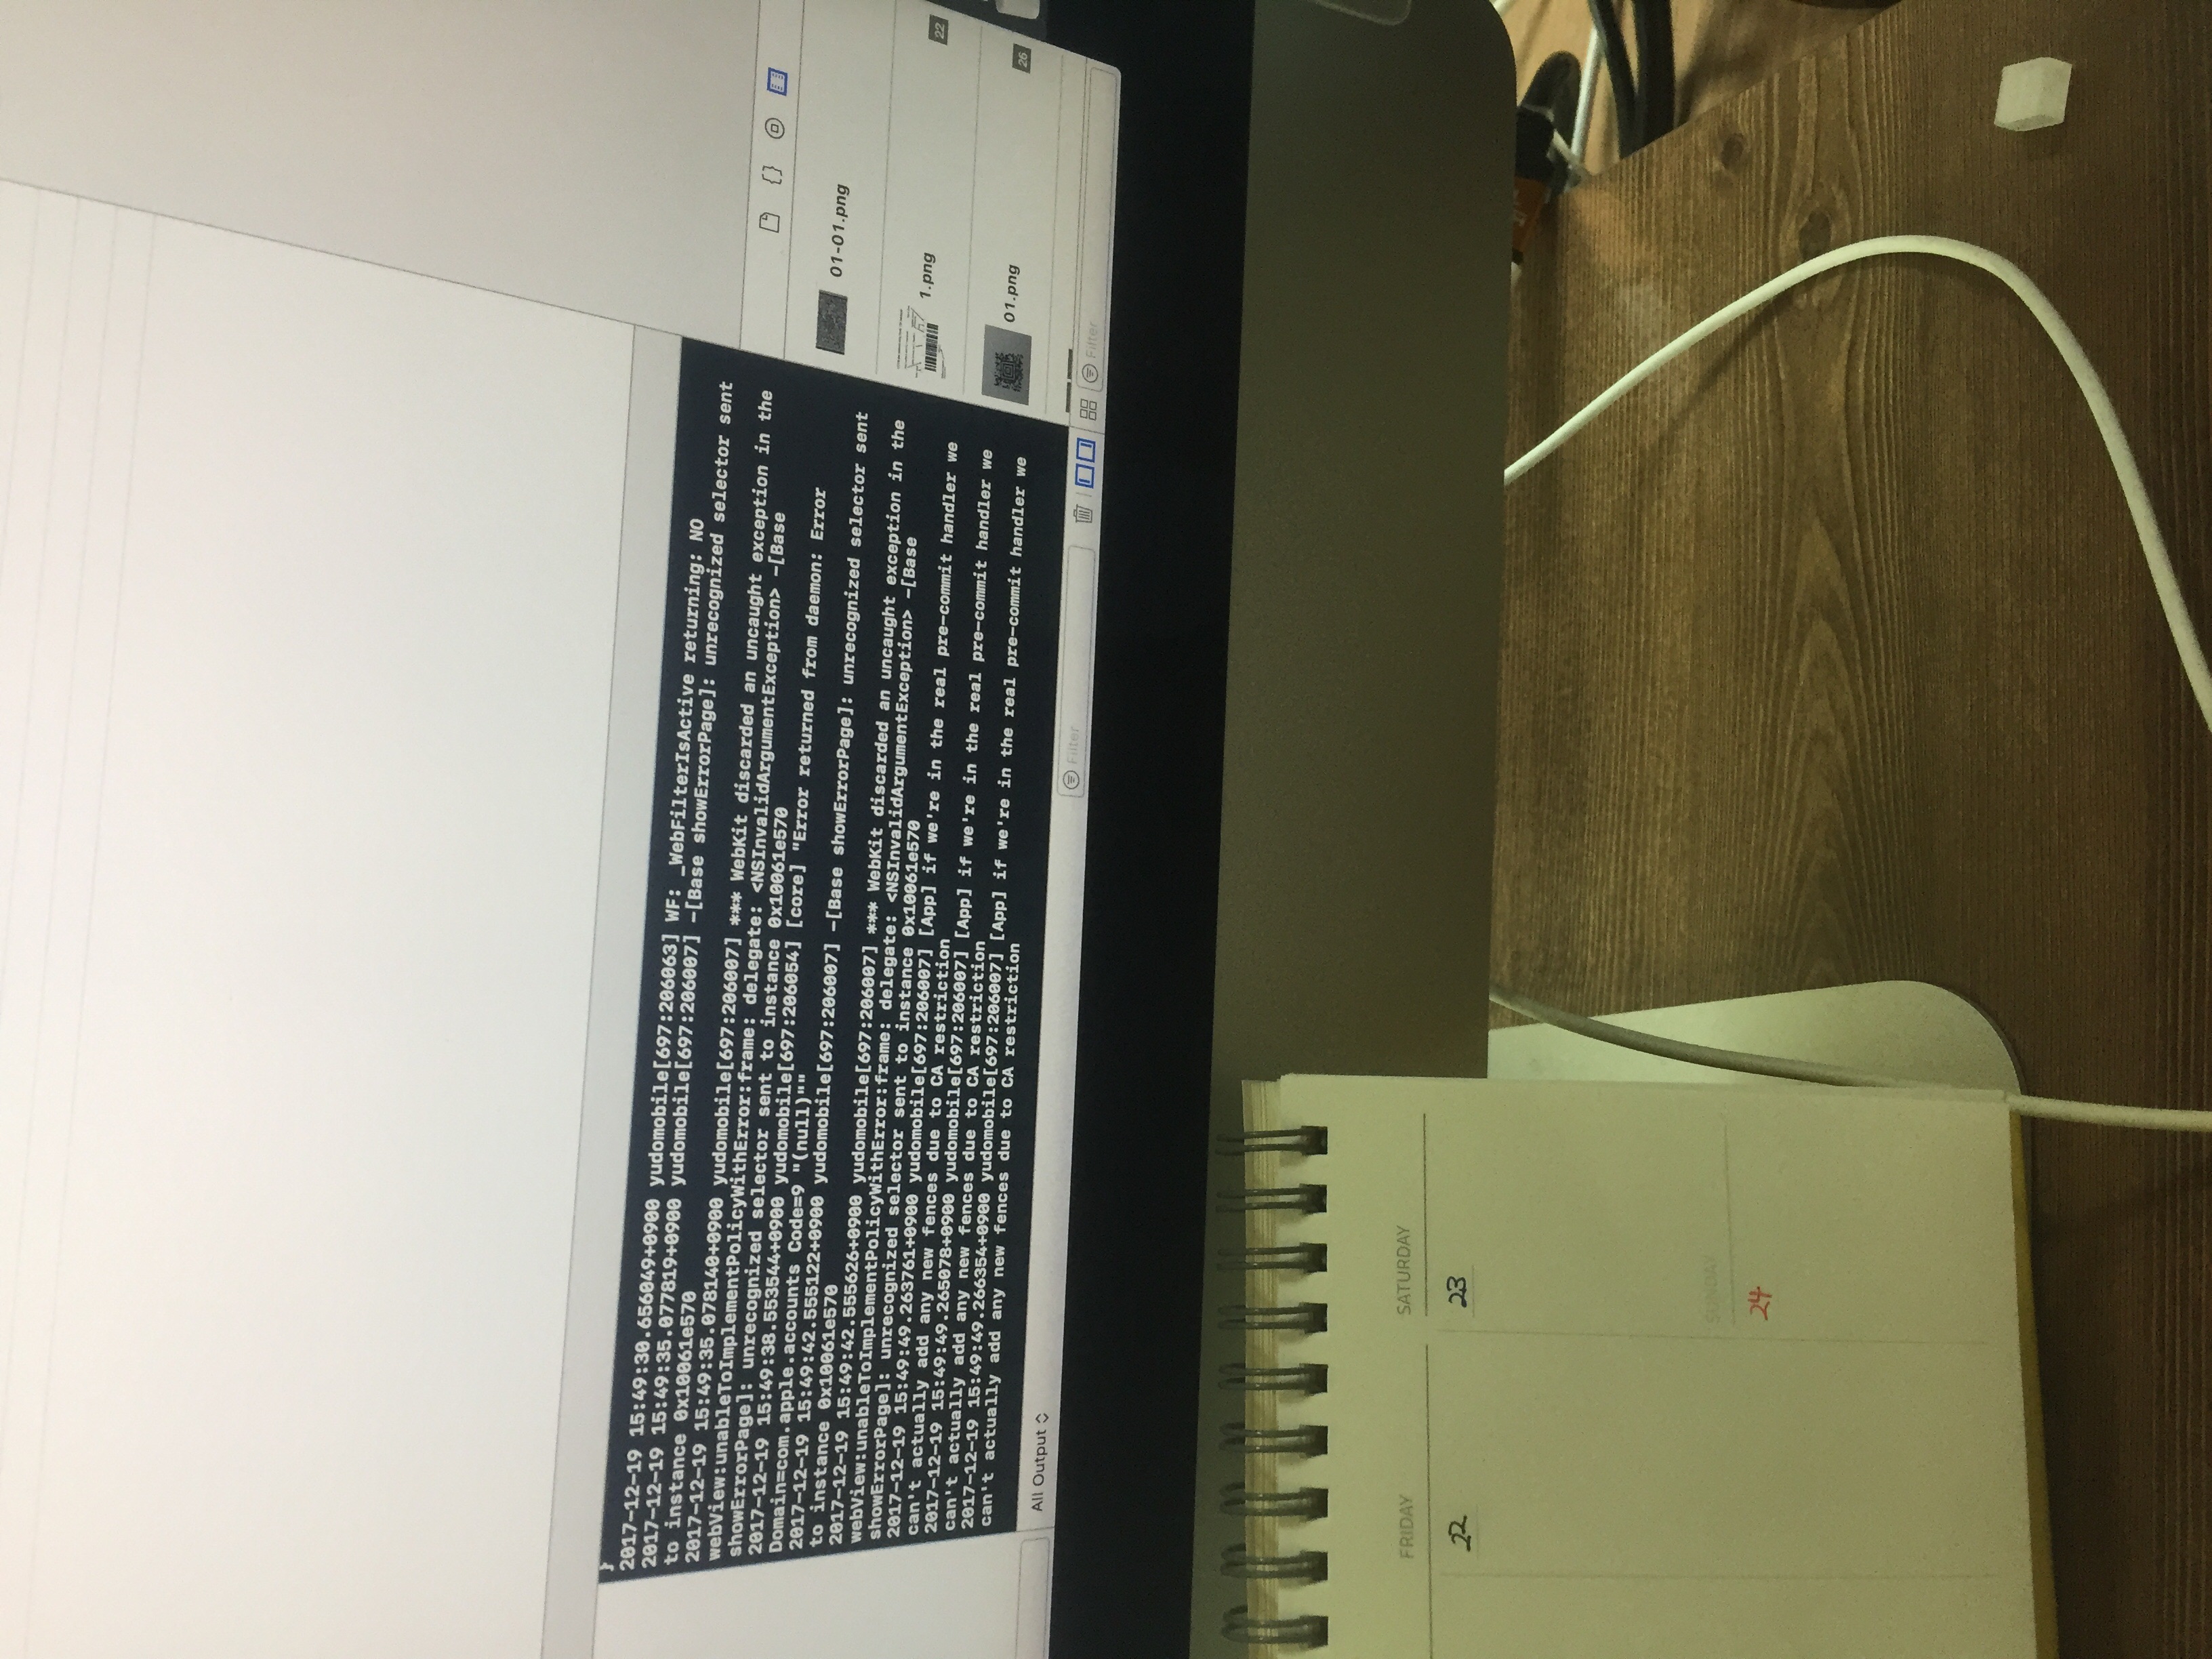 }
2017-12-19 15:49:30.656049+0900 yudomobile[697:206063] WF: _WebFilterIsActive returning: NO
2017-12-19 15:49:35.077819+0900 yudomobile[697:206007] -[Base showErrorPage]: unrecognized selector sent
to instance 0x10061e570
2017-12-19 15:49:35.078140+0900 yudomobile[697:206007] *** WebKit discarded an uncaught exception in the
webView:unableToImplementPolicyWithError:frame: delegate: <NSInvalidArgumentException> -[Base
showErrorPage]: unrecognized selector sent to instance 0x10061e570
2017-12-19 15:49:38.553544+0900 yudomobile[697:206054] [core] "Error returned from daemon: Error
Domain=com.apple.accounts Code=9 "(null)""
2017-12-19 15:49:42.555122+0900 yudomobile[697:206007] -[Base showErrorPage]: unrecognized selector sent
to instance 0x10061e570
2017-12-19 15:49:42.555626+0900 yudomobile[697:206007] *** WebKit discarded an uncaught exception in the
webView:unableToImplementPolicyWithError:frame: delegate: <NSInvalidArgumentException> -[Base
showErrorPage]: unrecognized selector sent to instance 0x10061e570
2017-12-19 15:49:49.263761+0900 yudomobile[697:206007] [App] if we're in the real pre-commit handler we
can't actually add any new fences due to CA restriction
2017-12-19 15:49:49.265078+0900 yudomobile[697:206007] [App] if we're in the real pre-commit handler we
can't actually add any new fences due to CA restriction
2017-12-19 15:49:49.266354+0900 yudomobile[697:206007] [App] if we're in the real pre-commit handler we
can't actually add any new fences due to CA restriction
All Output
Filter
{}
01-01.png
1.png
22
01.png
26
Filter
FRIDAY
SATURDAY
22
23
SUNDAY
24